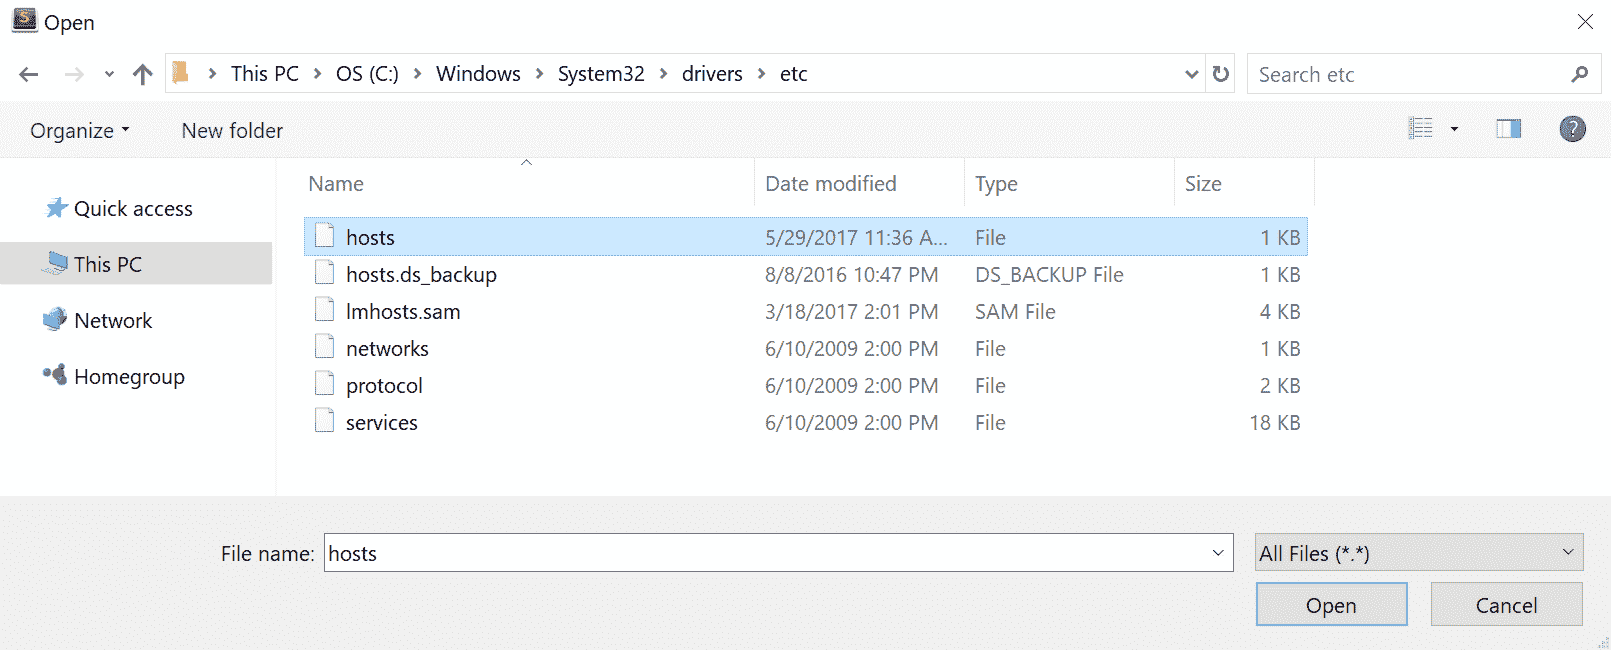 Open
This PC > OS (C:) > Windows > System32 > drivers > etc
Search etc
Organize
New folder
Name Date modified Type Size
Quick access
This PC
Network
Homegroup
hosts 5/29/2017 11:36 A... File 1 KB
hosts.ds_backup 8/8/2016 10:47 PM DS_BACKUP File 1 KB
lmhosts.sam 3/18/2017 2:01 PM SAM File 4 KB
networks 6/10/2009 2:00 PM File 1 KB
protocol 6/10/2009 2:00 PM File 2 KB
services 6/10/2009 2:00 PM File 18 KB
File name: hosts
All Files (*.*)
Open Cancel